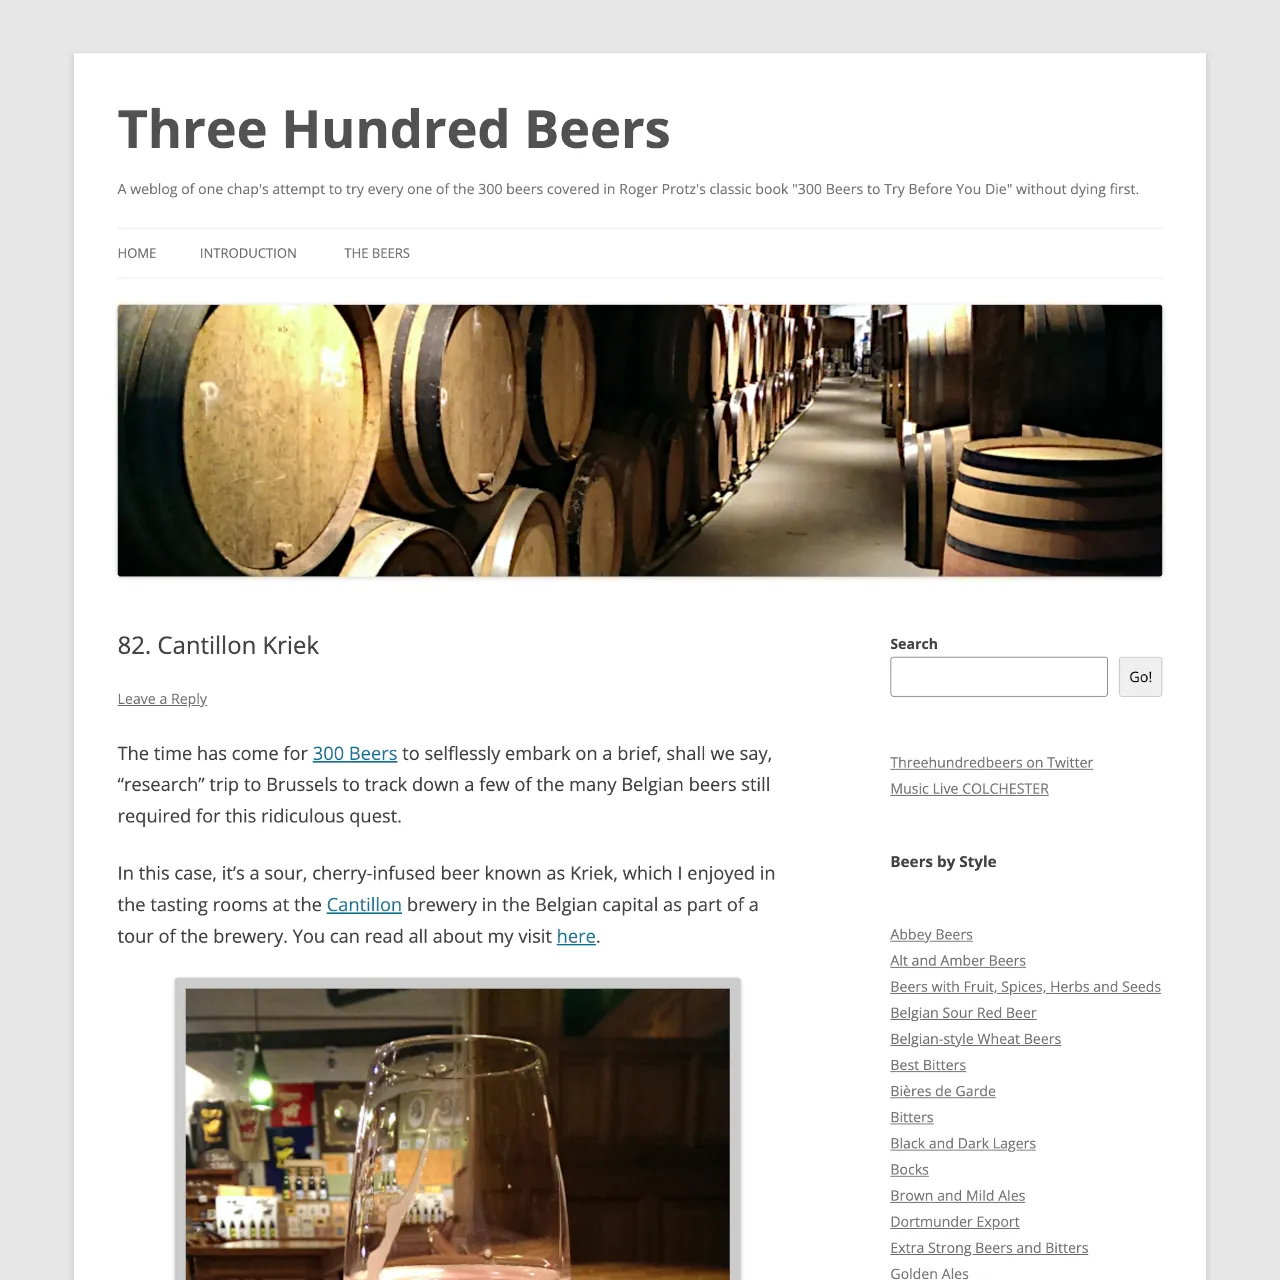 Three Hundred Beers
A weblog of one chap's attempt to try every one of the 300 beers covered in Roger Protz's classic book "300 Beers to Try Before You Die" without dying first.
HOME
INTRODUCTION
THE BEERS
82. Cantillon Kriek
Leave a Reply
The time has come for 300 Beers to selflessly embark on a brief, shall we say,
“research” trip to Brussels to track down a few of the many Belgian beers still
required for this ridiculous quest.
In this case, it’s a sour, cherry-infused beer known as Kriek, which I enjoyed in
the tasting rooms at the Cantillon brewery in the Belgian capital as part of a
tour of the brewery. You can read all about my visit here.
Search
Go!
Threehundredbeers on Twitter
Music Live COLCHESTER
Beers by Style
Abbey Beers
Alt and Amber Beers
Beers with Fruit, Spices, Herbs and Seeds
Belgian Sour Red Beer
Belgian-style Wheat Beers
Best Bitters
Bières de Garde
Bitters
Black and Dark Lagers
Bocks
Brown and Mild Ales
Dortmunder Export
Extra Strong Beers and Bitters
Golden Ales